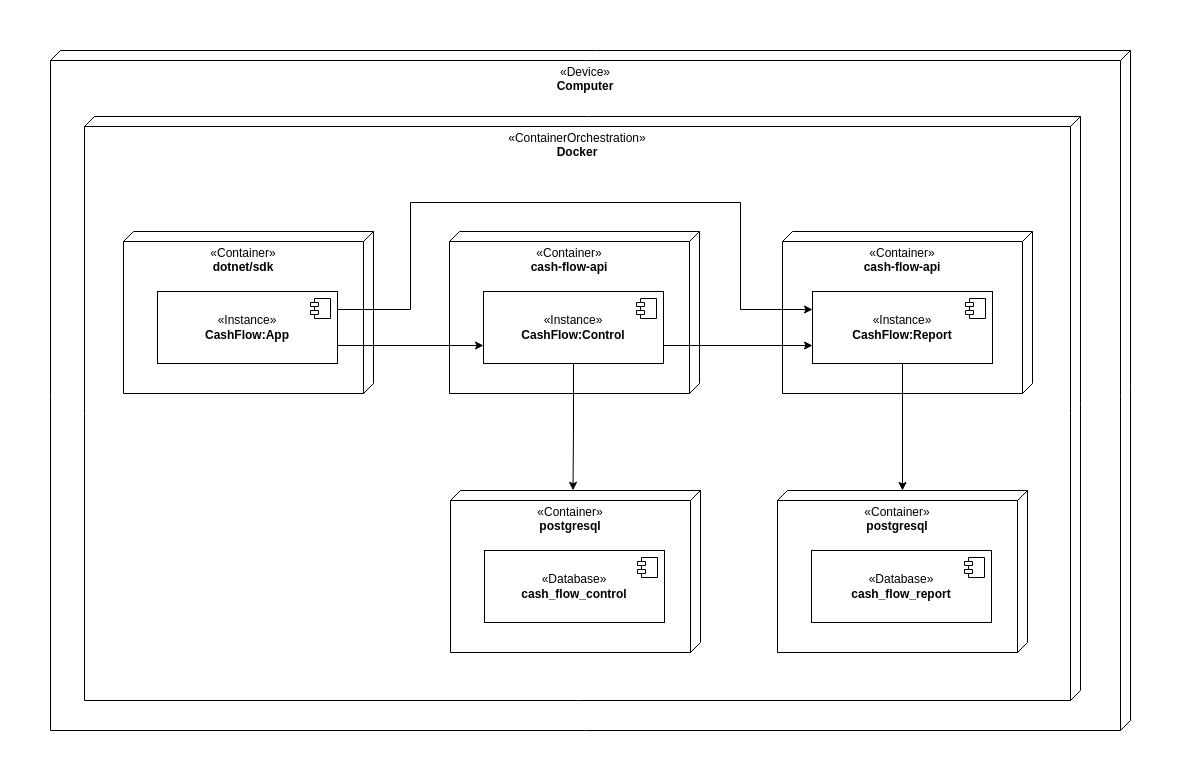 «Device»
Computer
«ContainerOrchestration»
Docker
«Container»
dotnet/sdk
«Instance»
CashFlow:App
«Container»
cash-flow-api
«Instance»
CashFlow:Control
«Container»
cash-flow-api
«Instance»
CashFlow:Report
«Container»
postgresql
«Database»
cash_flow_control
«Container»
postgresql
«Database»
cash_flow_report